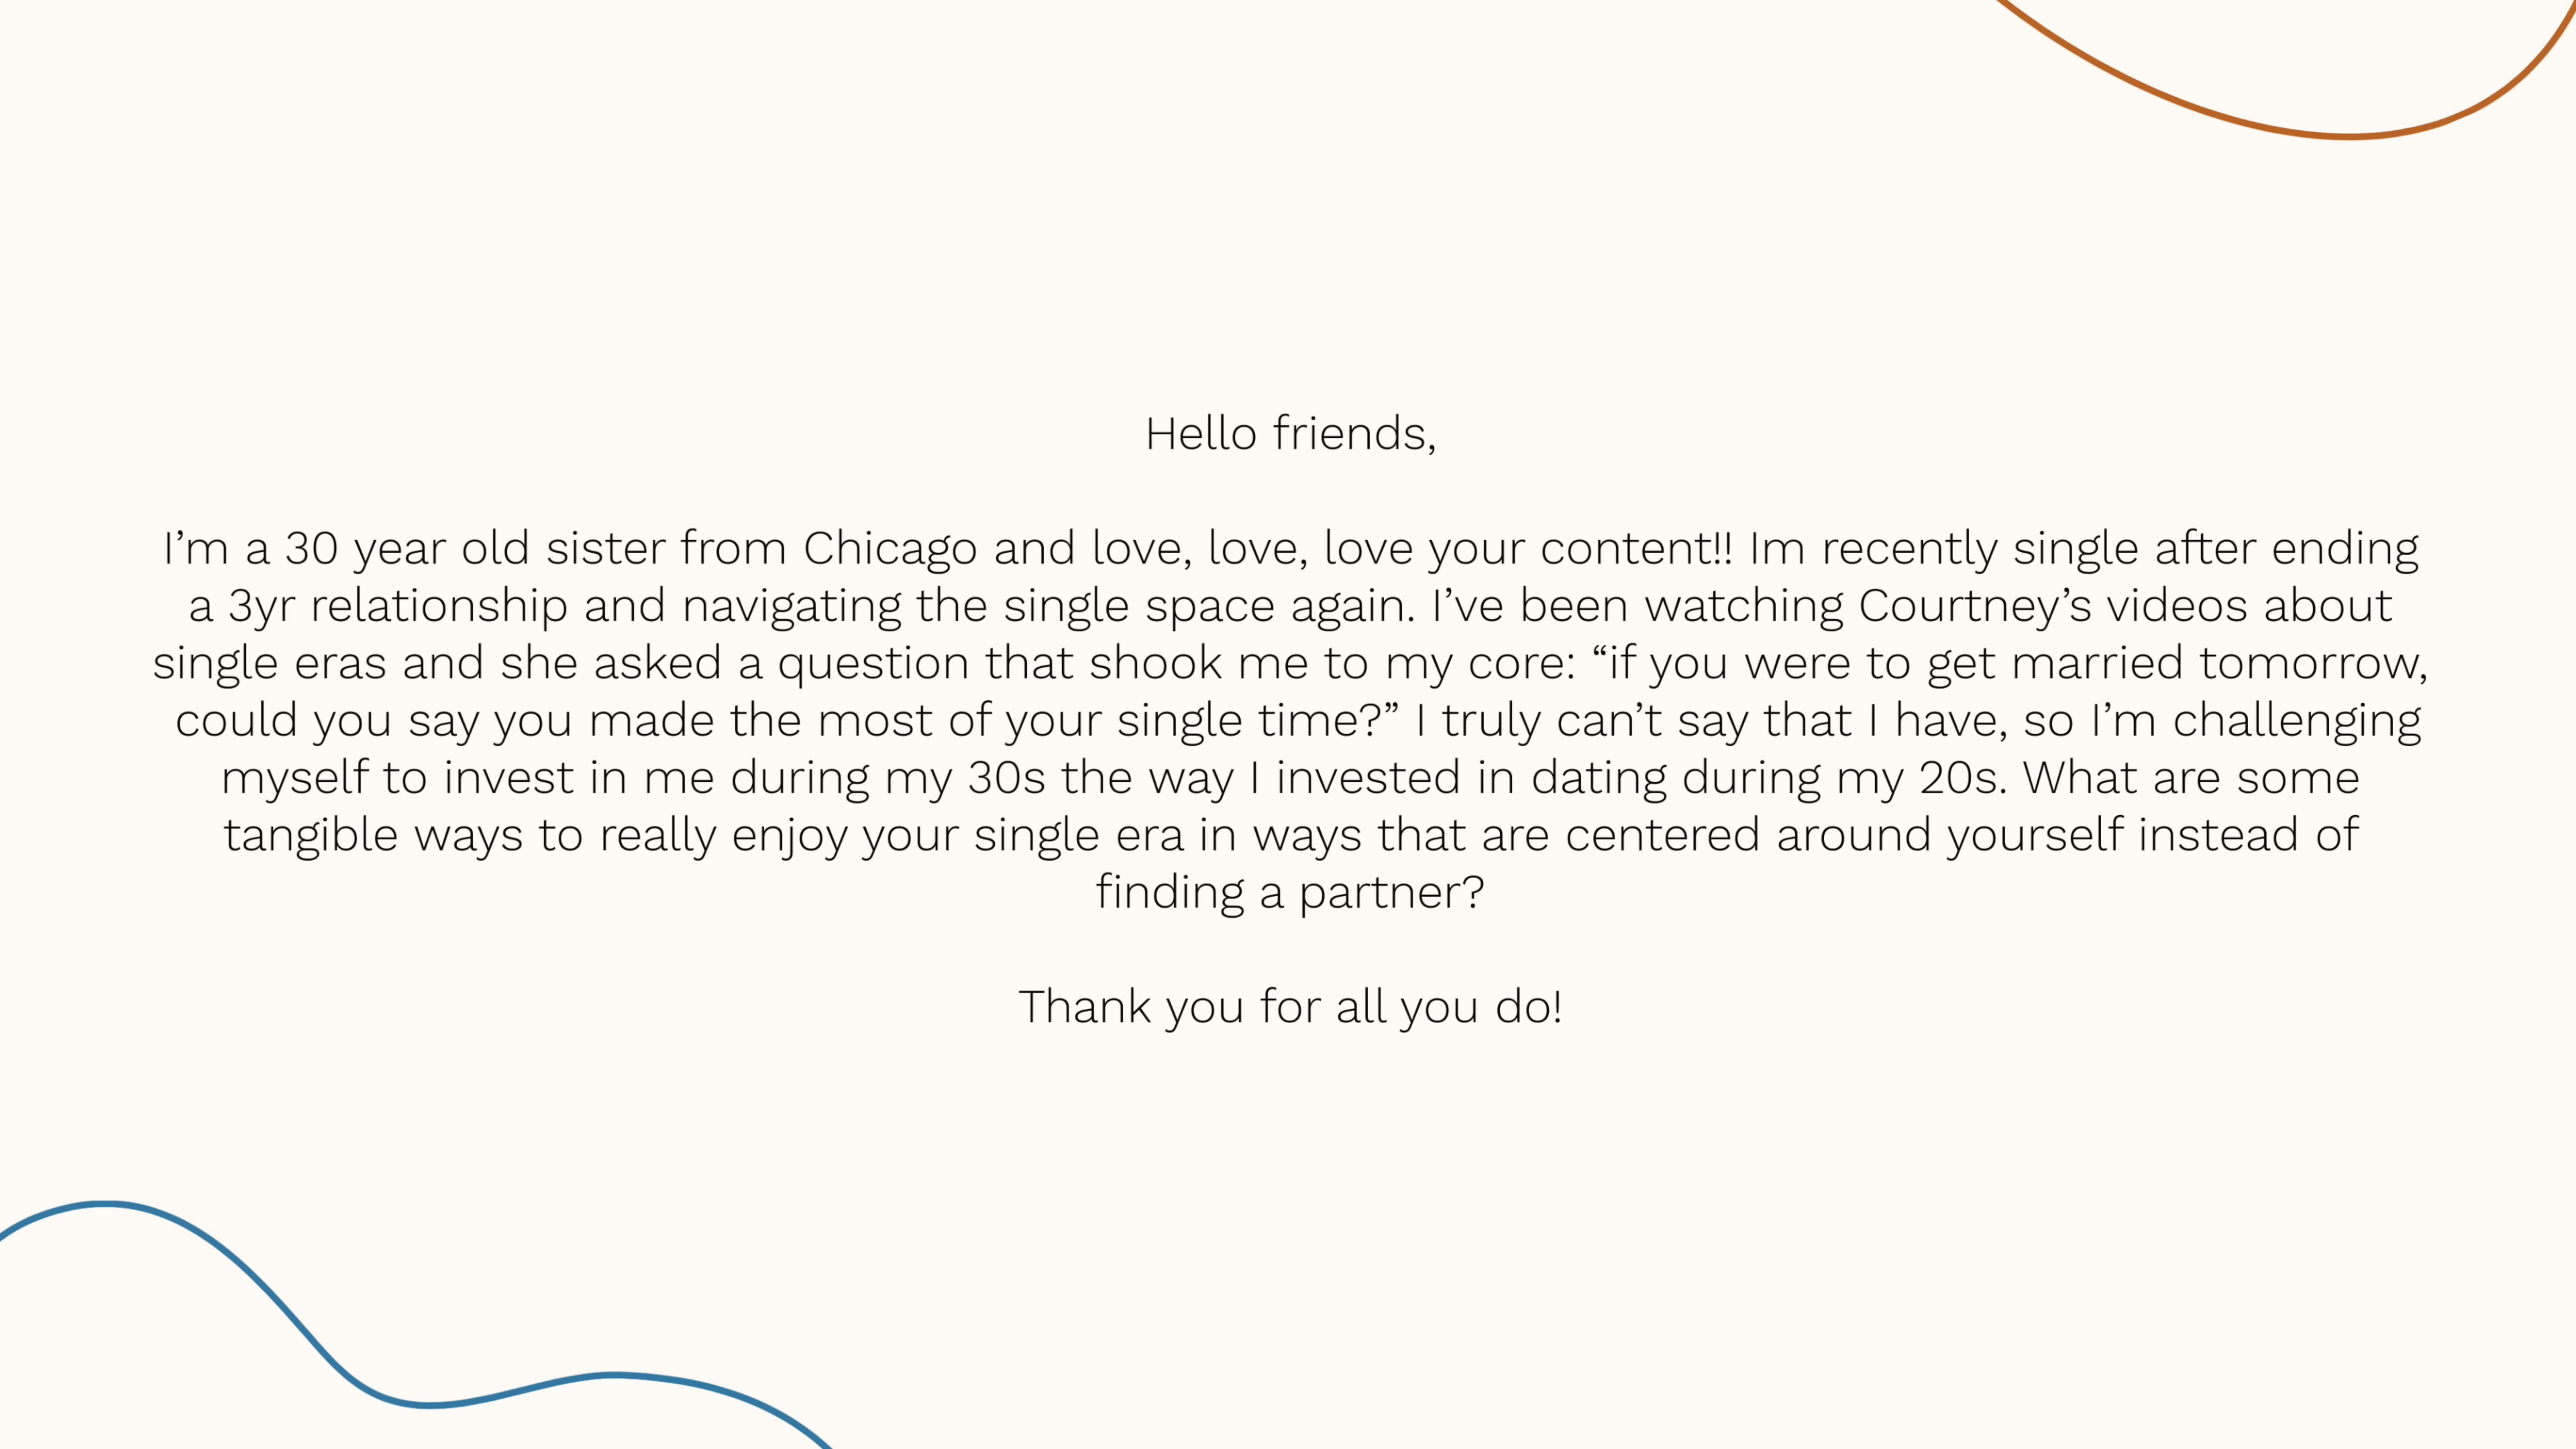 Hello friends,
I’m a 30 year old sister from Chicago and love, love, love your content!! Im recently single after ending
a 3yr relationship and navigating the single space again. I’ve been watching Courtney’s videos about
single eras and she asked a question that shook me to my core: “if you were to get married tomorrow,
could you say you made the most of your single time?” I truly can’t say that I have, so I’m challenging
myself to invest in me during my 30s the way I invested in dating during my 20s. What are some
tangible ways to really enjoy your single era in ways that are centered around yourself instead of
finding a partner?
Thank you for all you do!